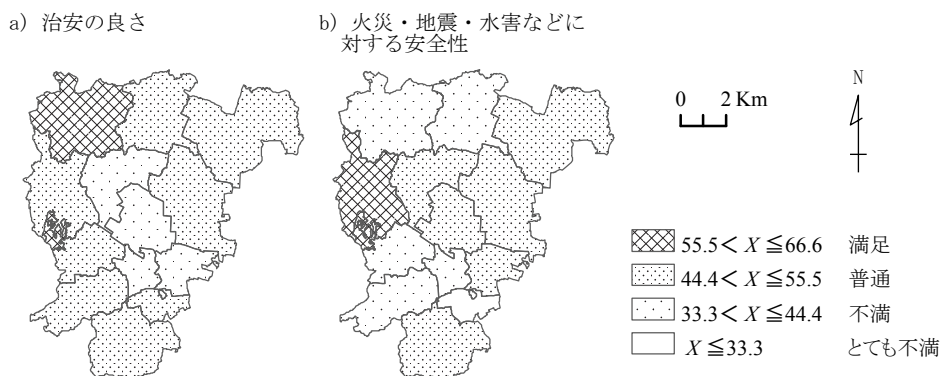 a) 治安の良さ
b) 火災・地震・水害などに
対する安全性
0 2 Km
N
55.5< X ≦66.6 満足
44.4< X ≦55.5 普通
33.3< X ≦44.4 不満
X ≦33.3 とても不満